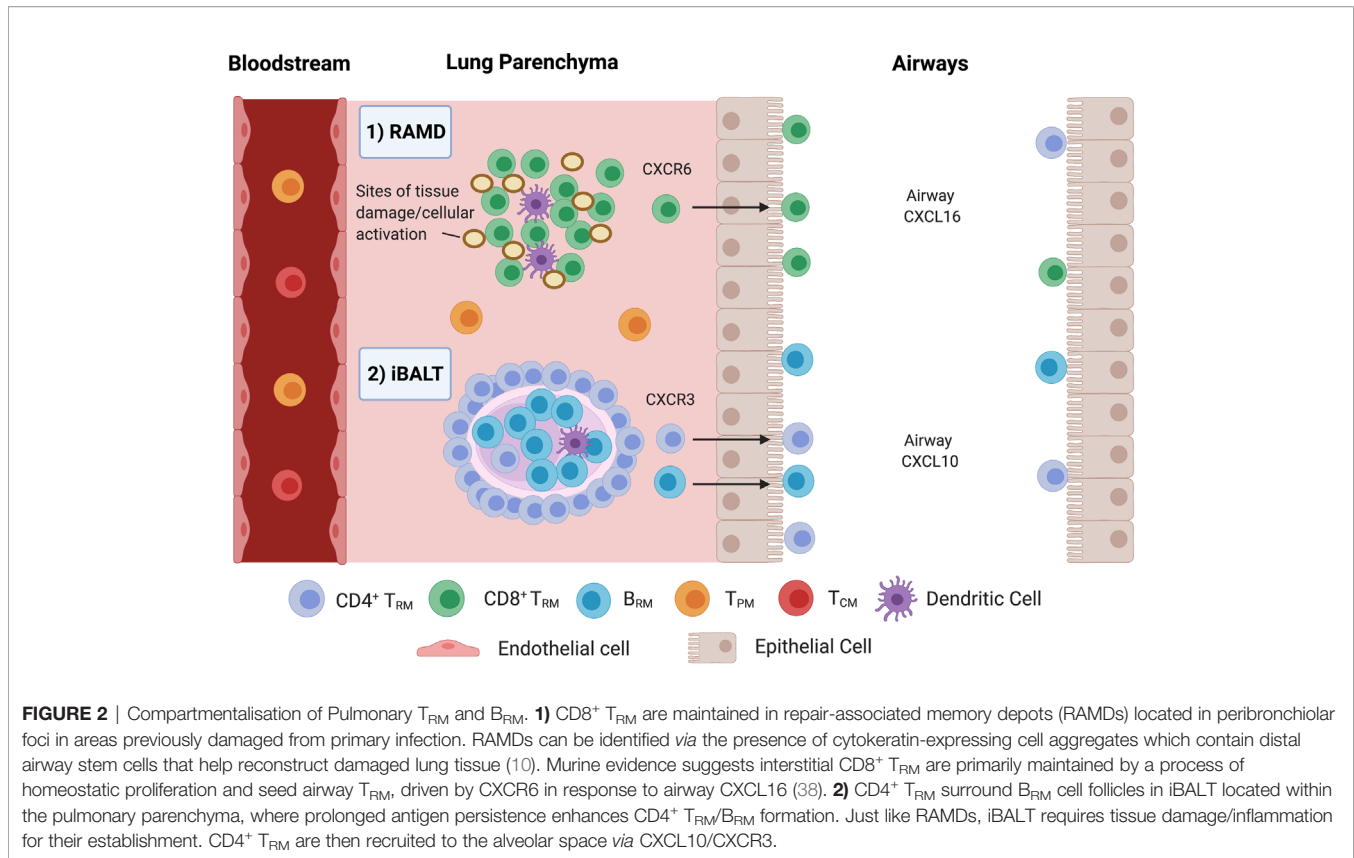 Bloodstream
Lung Parenchyma
Airways
1) RAMD
Sites of tissue
damage/cellular
activation
CXCR6
Airway
CXCL16
2) iBALT
CXCR3
Airway
CXCL10
CD4+ TRM
CD8+ TRM
BRM
TPM
TCM
Dendritic Cell
Endothelial cell
Epithelial Cell
FIGURE 2 | Compartmentalisation of Pulmonary TRM and BRM. 1) CD8+ TRM are maintained in repair-associated memory depots (RAMDs) located in peribronchiolar
foci in areas previously damaged from primary infection. RAMDs can be identified via the presence of cytokeratin-expressing cell aggregates which contain distal
airway stem cells that help reconstruct damaged lung tissue (10). Murine evidence suggests interstitial CD8+ TRM are primarily maintained by a process of
homeostatic proliferation and seed airway TRM, driven by CXCR6 in response to airway CXCL16 (38). 2) CD4+ TRM surround BRM cell follicles in iBALT located within
the pulmonary parenchyma, where prolonged antigen persistence enhances CD4+ TRM/BRM formation. Just like RAMDs, iBALT requires tissue damage/inflammation
for their establishment. CD4+ TRM are then recruited to the alveolar space via CXCL10/CXCR3.